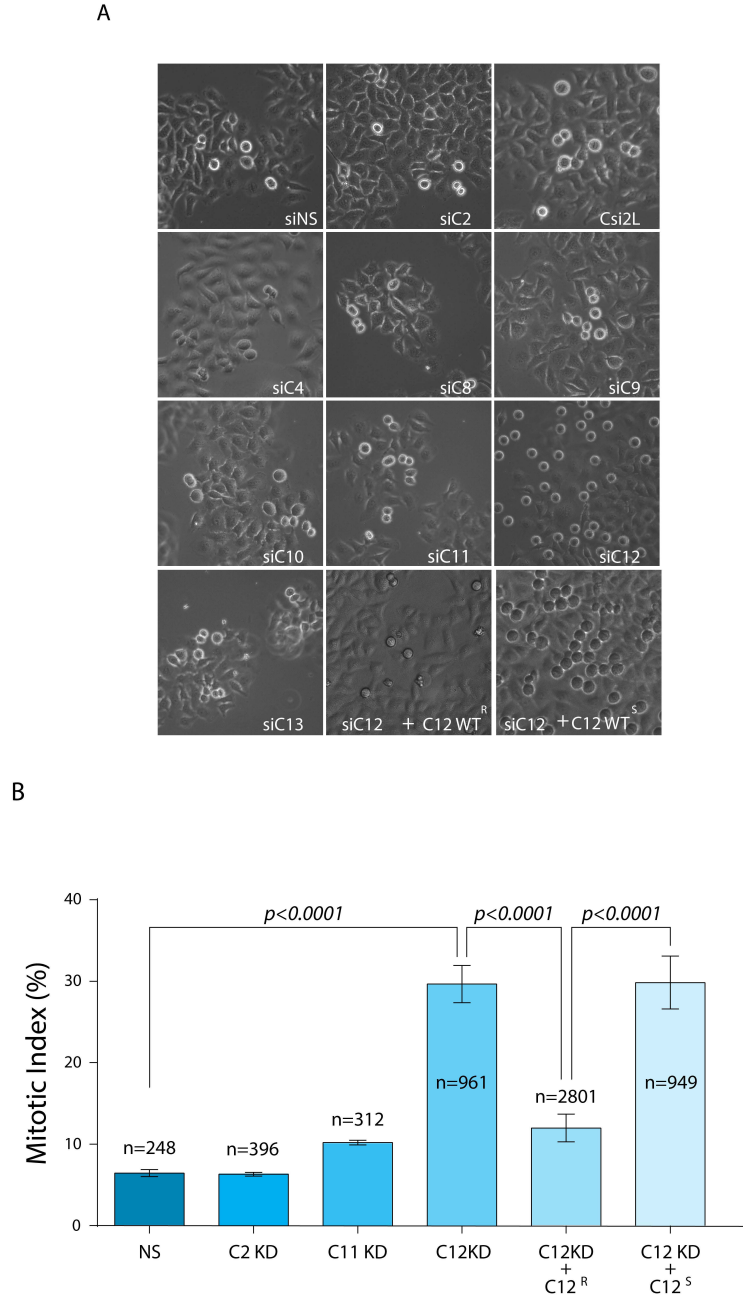 A
siNS
siC2
Csi2L
siC4
siC8
siC9
siC10
siC11
siC12
siC13
siC12 + C12 WT R
siC12 + C12 WT S
B
Mitotic Index (%)
40
30
20
10
0
p<0.0001
p<0.0001
p<0.0001
n=248
n=396
n=312
n=961
n=2801
n=949
NS
C2 KD
C11 KD
C12KD
C12KD
+
C12 R
C12 KD
+
C12 S